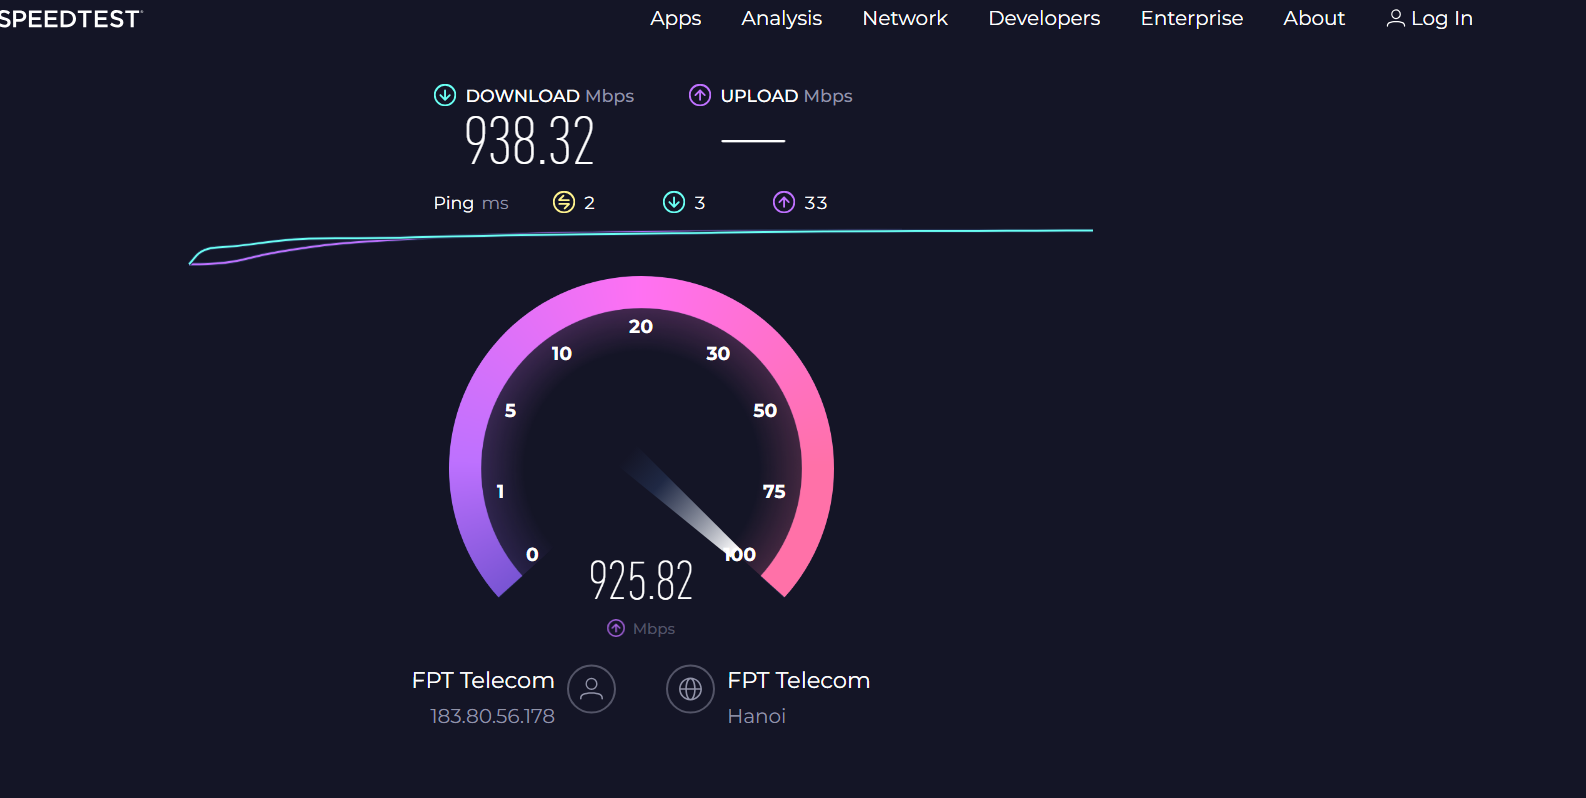 SPEEDTEST
Apps Analysis Network Developers Enterprise About Log In
DOWNLOAD Mbps UPLOAD Mbps
938.32
Ping ms 2 3 33
0
1
5
10
20
30
50
75
100
925.82
Mbps
FPT Telecom FPT Telecom
183.80.56.178 Hanoi